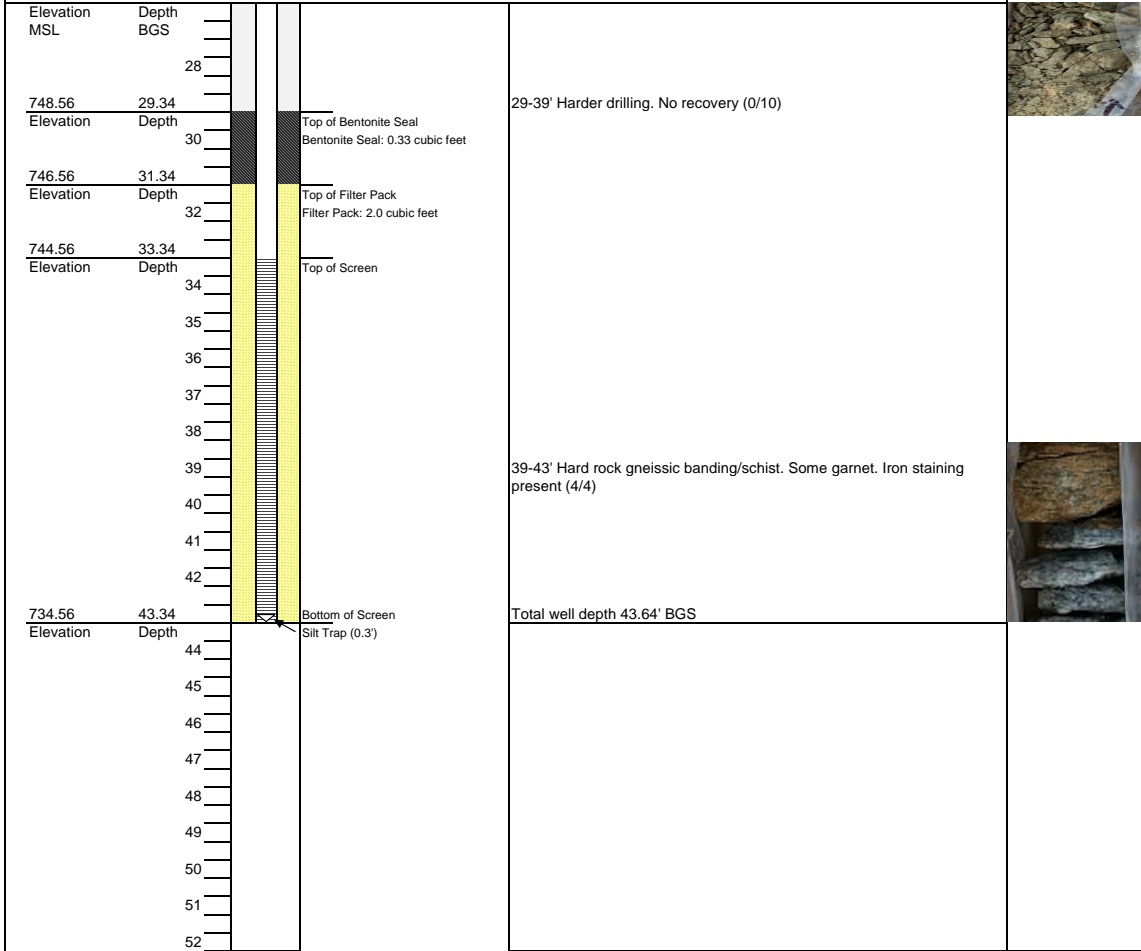 Elevation Depth
MSL BGS
28
748.56 29.34 29-39' Harder drilling. No recovery (0/10)
Elevation Depth Top of Bentonite Seal
30 Bentonite Seal: 0.33 cubic feet
746.56 31.34
Elevation Depth Top of Filter Pack
32 Filter Pack: 2.0 cubic feet
744.56 33.34
Elevation Depth Top of Screen
34
35
36
37
38
39 39-43' Hard rock gneissic banding/schist. Some garnet. Iron staining
40 present (4/4)
41
42
734.56 43.34 Bottom of Screen Total well depth 43.64' BGS
Elevation Depth Silt Trap (0.3')
44
45
46
47
48
49
50
51
52